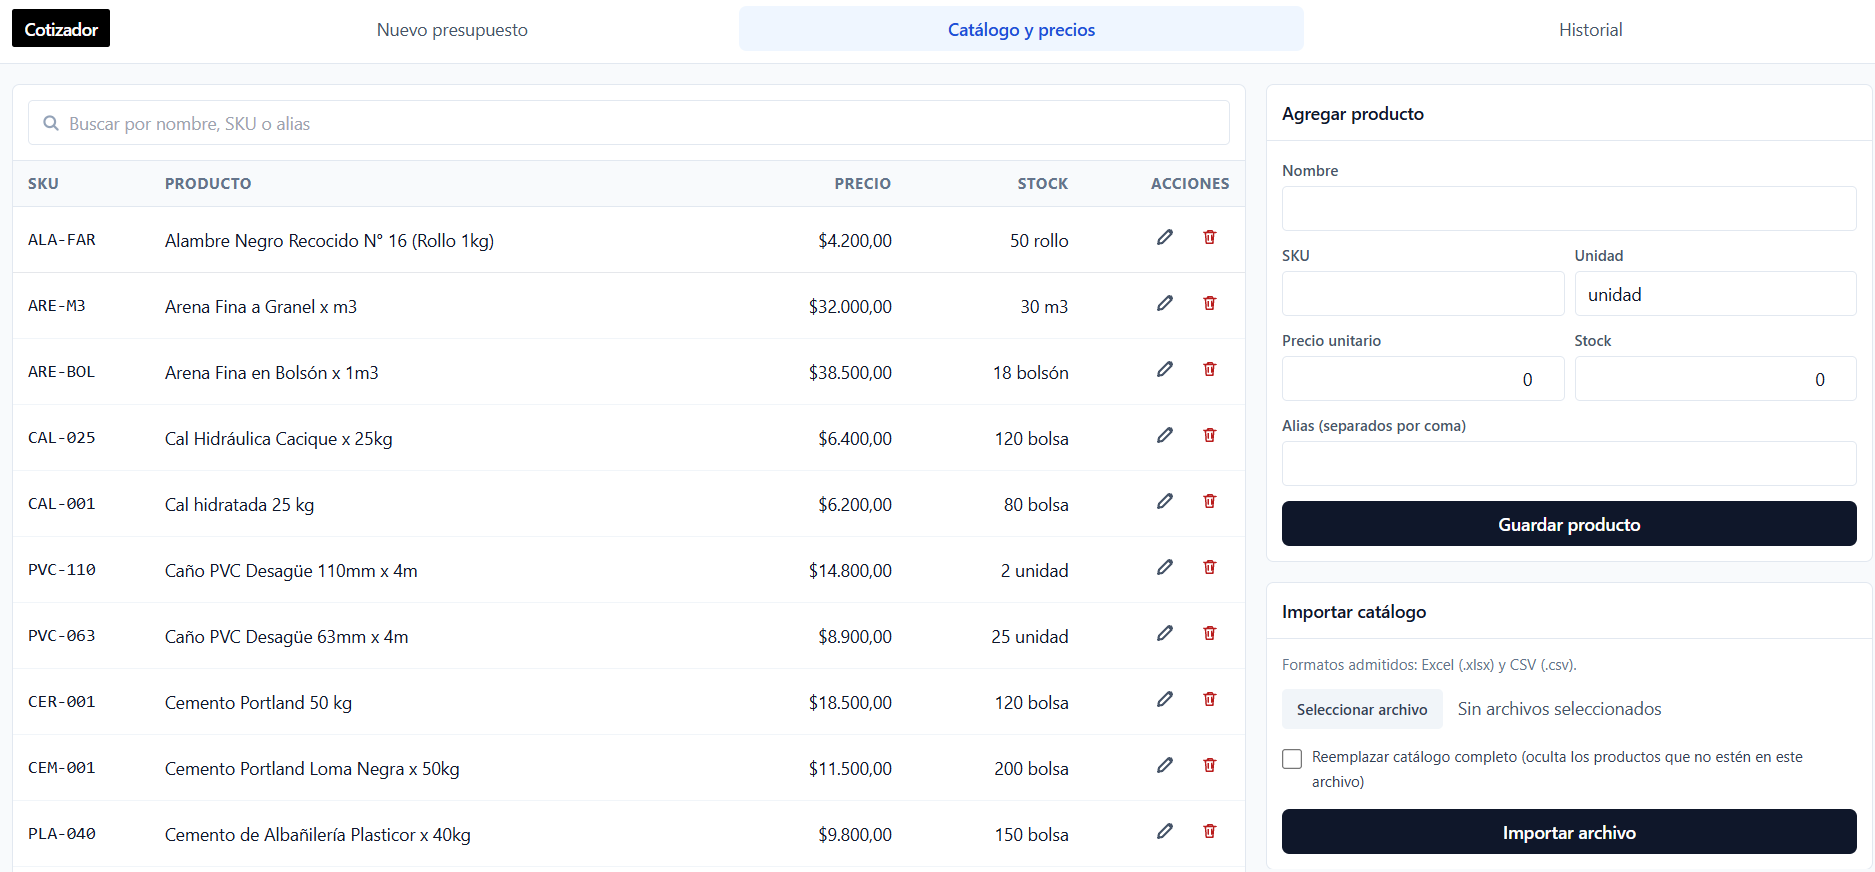 Cotizador
Nuevo presupuesto
Catálogo y precios
Historial
Buscar por nombre, SKU o alias
SKU PRODUCTO PRECIO STOCK ACCIONES
ALA-FAR Alambre Negro Recocido N° 16 (Rollo 1kg) $4.200,00 50 rollo
ARE-M3 Arena Fina a Granel x m3 $32.000,00 30 m3
ARE-BOL Arena Fina en Bolsón x 1m3 $38.500,00 18 bolsón
CAL-025 Cal Hidráulica Cacique x 25kg $6.400,00 120 bolsa
CAL-001 Cal hidratada 25 kg $6.200,00 80 bolsa
PVC-110 Caño PVC Desagüe 110mm x 4m $14.800,00 2 unidad
PVC-063 Caño PVC Desagüe 63mm x 4m $8.900,00 25 unidad
CER-001 Cemento Portland 50 kg $18.500,00 120 bolsa
CEM-001 Cemento Portland Loma Negra x 50kg $11.500,00 200 bolsa
PLA-040 Cemento de Albañilería Plasticor x 40kg $9.800,00 150 bolsa
Agregar producto
Nombre
SKU Unidad
unidad
Precio unitario Stock
0 0
Alias (separados por coma)
Guardar producto
Importar catálogo
Formatos admitidos: Excel (.xlsx) y CSV (.csv).
Seleccionar archivo Sin archivos seleccionados
Reemplazar catálogo completo (oculta los productos que no estén en este
archivo)
Importar archivo